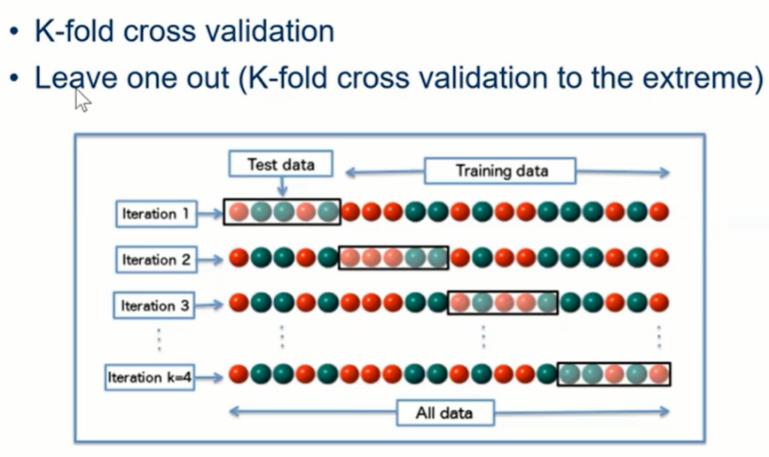 • K-fold cross validation
• Leave one out (K-fold cross validation to the extreme)
Test data
Training data
Iteration 1
Iteration 2
Iteration 3
Iteration k=4
All data